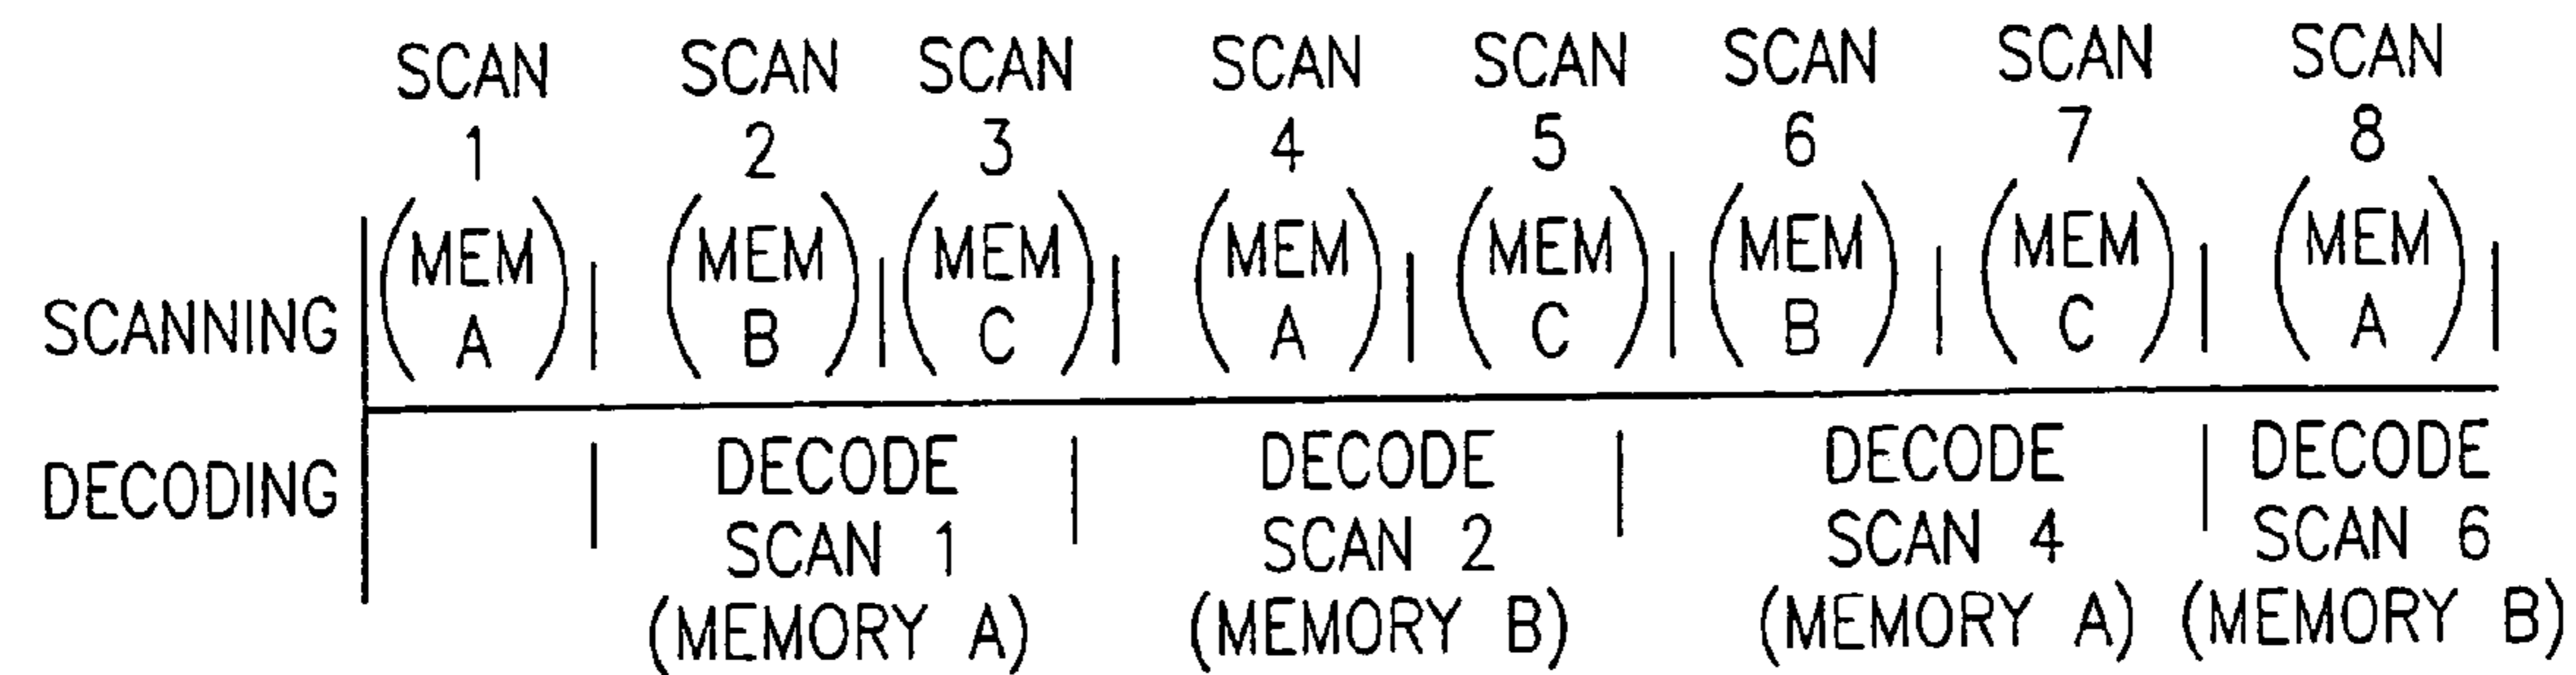 SCAN SCAN SCAN SCAN SCAN SCAN SCAN SCAN
1 2 3 4 5 6 7 8
SCANNING (MEM A) (MEM B) (MEM C) (MEM A) (MEM C) (MEM B) (MEM C) (MEM A)
DECODING DECODE DECODE DECODE DECODE
SCAN 1 SCAN 2 SCAN 4 SCAN 6
(MEMORY A) (MEMORY B) (MEMORY A) (MEMORY B)